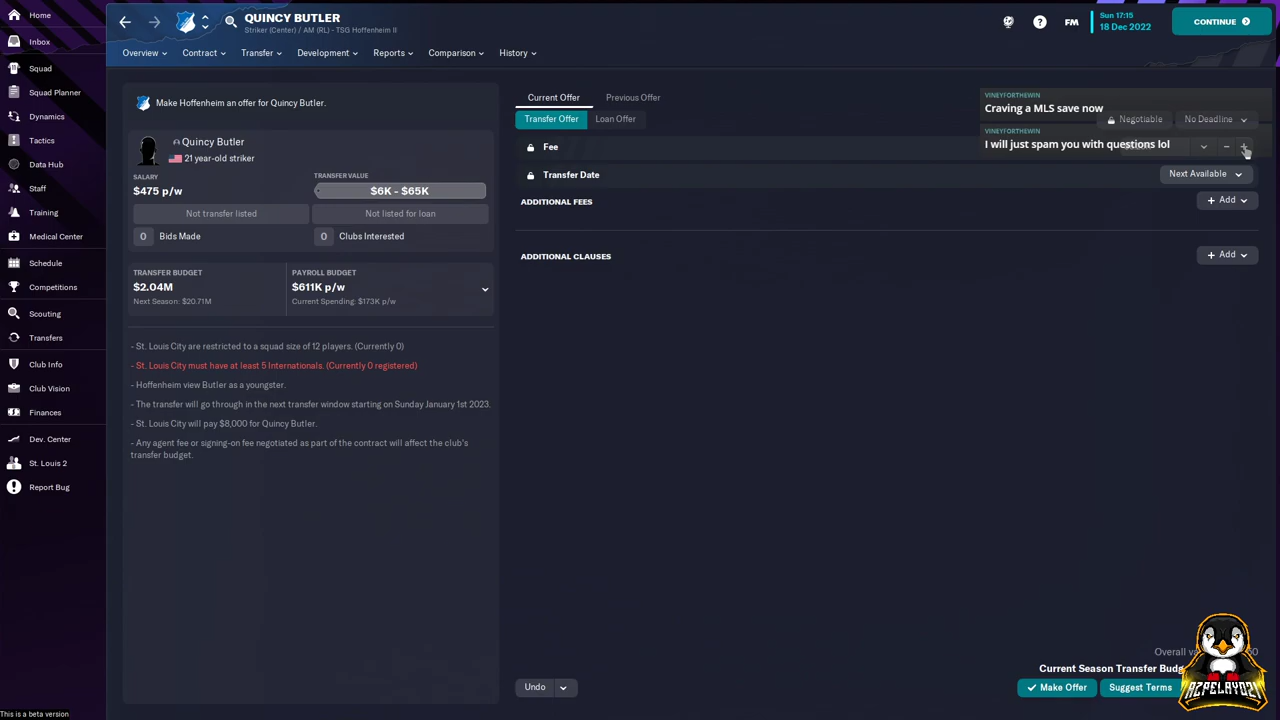 Home
Inbox
Squad
Squad Planner
Dynamics
Tactics
Data Hub
Staff
Training
Medical Center
Schedule
Competitions
Scouting
Transfers
Club Info
Club Vision
Finances
Dev. Center
St. Louis 2
Report Bug
This is a beta version
QUINCY BUTLER
Striker (Center) / AM (RL) - TSG Hoffenheim II
FM
Sun 17:15
18 Dec 2022
CONTINUE
Overview
Contract
Transfer
Development
Reports
Comparison
History
Make Hoffenheim an offer for Quincy Butler.
Quincy Butler
21 year-old striker
SALARY
$475 p/w
TRANSFER VALUE
$6K - $65K
Not transfer listed
Not listed for loan
0 Bids Made
0 Clubs Interested
TRANSFER BUDGET
$2.04M
Next Season: $20.71M
PAYROLL BUDGET
$611K p/w
Current Spending: $173K p/w
- St. Louis City are restricted to a squad size of 12 players. (Currently 0)
- St. Louis City must have at least 5 Internationals. (Currently 0 registered)
- Hoffenheim view Butler as a youngster.
- The transfer will go through in the next transfer window starting on Sunday January 1st 2023.
- St. Louis City will pay $8,000 for Quincy Butler.
- Any agent fee or signing-on fee negotiated as part of the contract will affect the club's
transfer budget.
Current Offer
Previous Offer
Transfer Offer
Loan Offer
VINEYFORTHEWIN
Craving a MLS save now
Negotiable
No Deadline
VINEYFORTHEWIN
I will just spam you with questions lol
Fee
Transfer Date
Next Available
ADDITIONAL FEES
+ Add
ADDITIONAL CLAUSES
+ Add
Overall
Current Season Transfer
Undo
Make Offer
Suggest Terms
AZPELAYO21